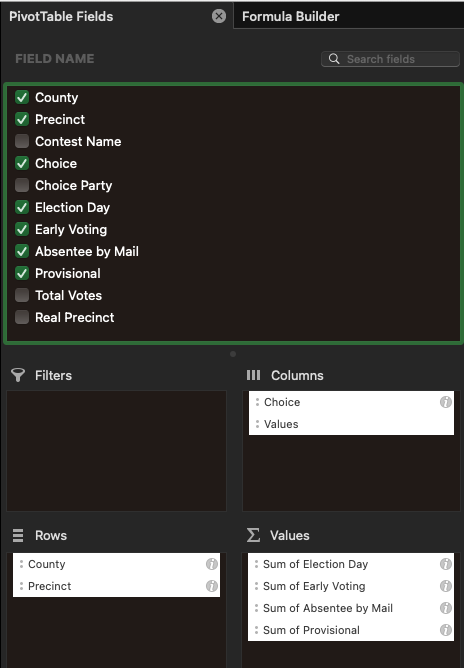 PivotTable Fields
Formula Builder
FIELD NAME
Search fields
County
Precinct
Contest Name
Choice
Choice Party
Election Day
Early Voting
Absentee by Mail
Provisional
Total Votes
Real Precinct
Filters
Columns
Choice
Values
Rows
Values
County
Precinct
Sum of Election Day
Sum of Early Voting
Sum of Absentee by Mail
Sum of Provisional